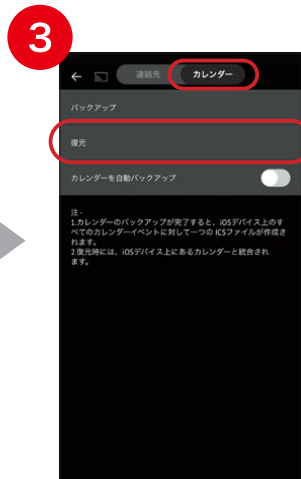 3
連絡先 カレンダー
バックアップ
復元
カレンダーを自動バックアップ
注 -
1.カレンダーのバックアップが完了すると、iOSデバイス上のす
べてのカレンダーイベントに対して一つの ICSファイルが作成さ
れます。
2.復元時には、iOSデバイス上にあるカレンダーと統合され
ます。